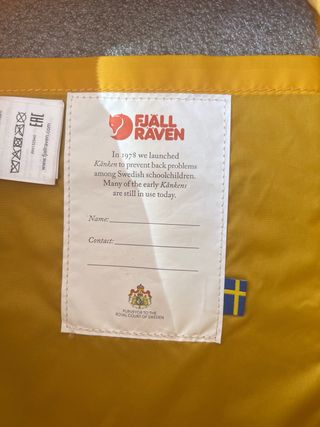 FJÄLL
RÄVEN
In 1978 we launched
Kånken to prevent back problems
among Swedish schoolchildren.
Many of the early Kånkens
are still in use today.
Name:
Contact:
PURVEYOR TO THE
ROYAL COURT OF SWEDEN
www.fjallraven.com
EAC